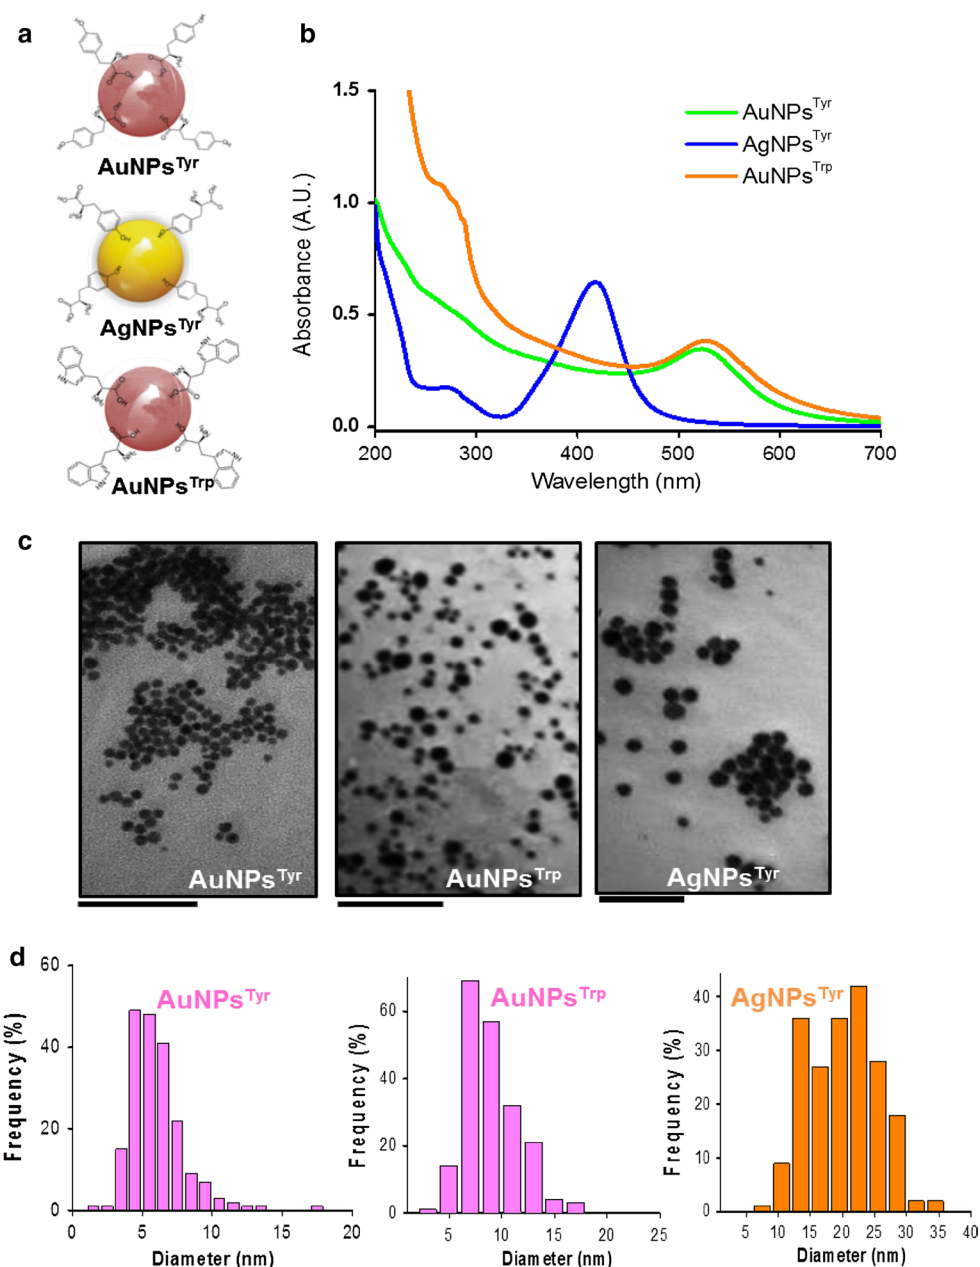 a
AuNPsTyr
AgNPsTyr
AuNPsTrp
b
Absorbance (A.U.)
1.5
1.0
0.5
0.0
200 300 400 500 600 700
Wavelength (nm)
AuNPsTyr
AgNPsTyr
AuNPsTrp
c
AuNPsTyr
AuNPsTrp
AgNPsTyr
d
Frequency (%)
60
40
20
0
0 5 10 15 20
Diameter (nm)
AuNPsTyr
Frequency (%)
60
40
20
0
5 10 15 20 25
Diameter (nm)
AuNPsTrp
Frequency (%)
40
30
20
10
0
5 10 15 20 25 30 35 40
Diameter (nm)
AgNPsTyr